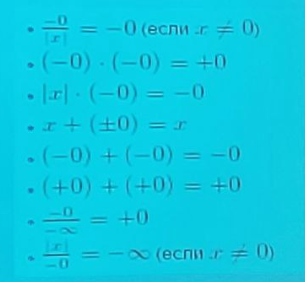 • −0/|x| = −0 (если x ≠ 0)
• (−0) · (−0) = +0
• |x| · (−0) = −0
• x + (±0) = x
• (−0) + (−0) = −0
• (+0) + (+0) = +0
• −0/−∞ = +0
• |x|/−0 = −∞ (если x ≠ 0)